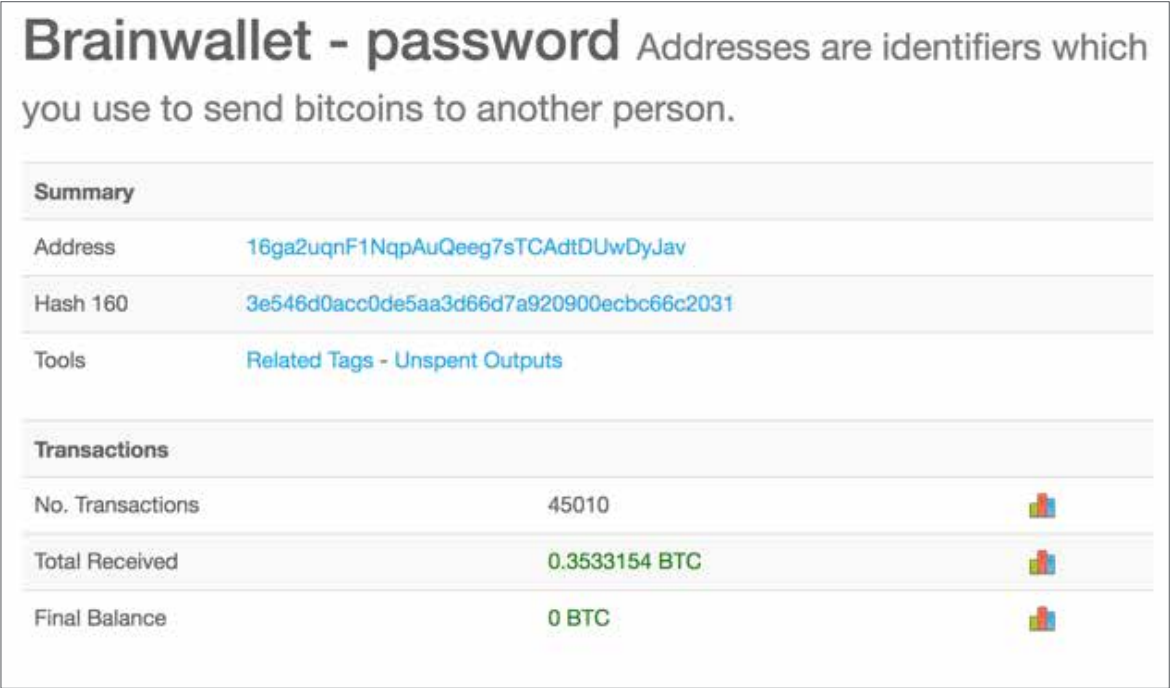 Brainwallet - password Addresses are identifiers which
you use to send bitcoins to another person.
Summary
Address 16ga2uqnF1NqpAuQeeg7sTCAdtDUwDyJav
Hash 160 3e546d0acc0de5aa3d66d7a920900ecbc66c2031
Tools Related Tags - Unspent Outputs
Transactions
No. Transactions 45010
Total Received 0.3533154 BTC
Final Balance 0 BTC